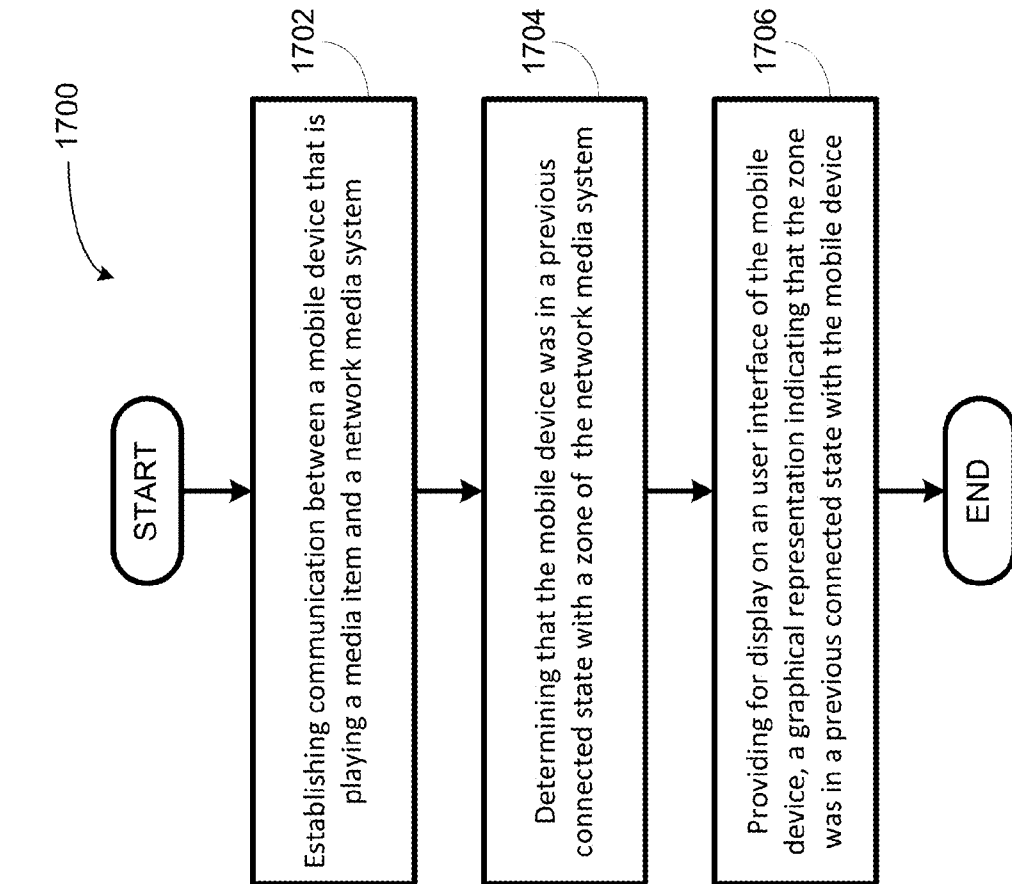 1700
START
1702
Establishing communication between a mobile device that is
playing a media item and a network media system
1704
Determining that the mobile device was in a previous
connected state with a zone of the network media system
1706
Providing for display on an user interface of the mobile
device, a graphical representation indicating that the zone
was in a previous connected state with the mobile device
END